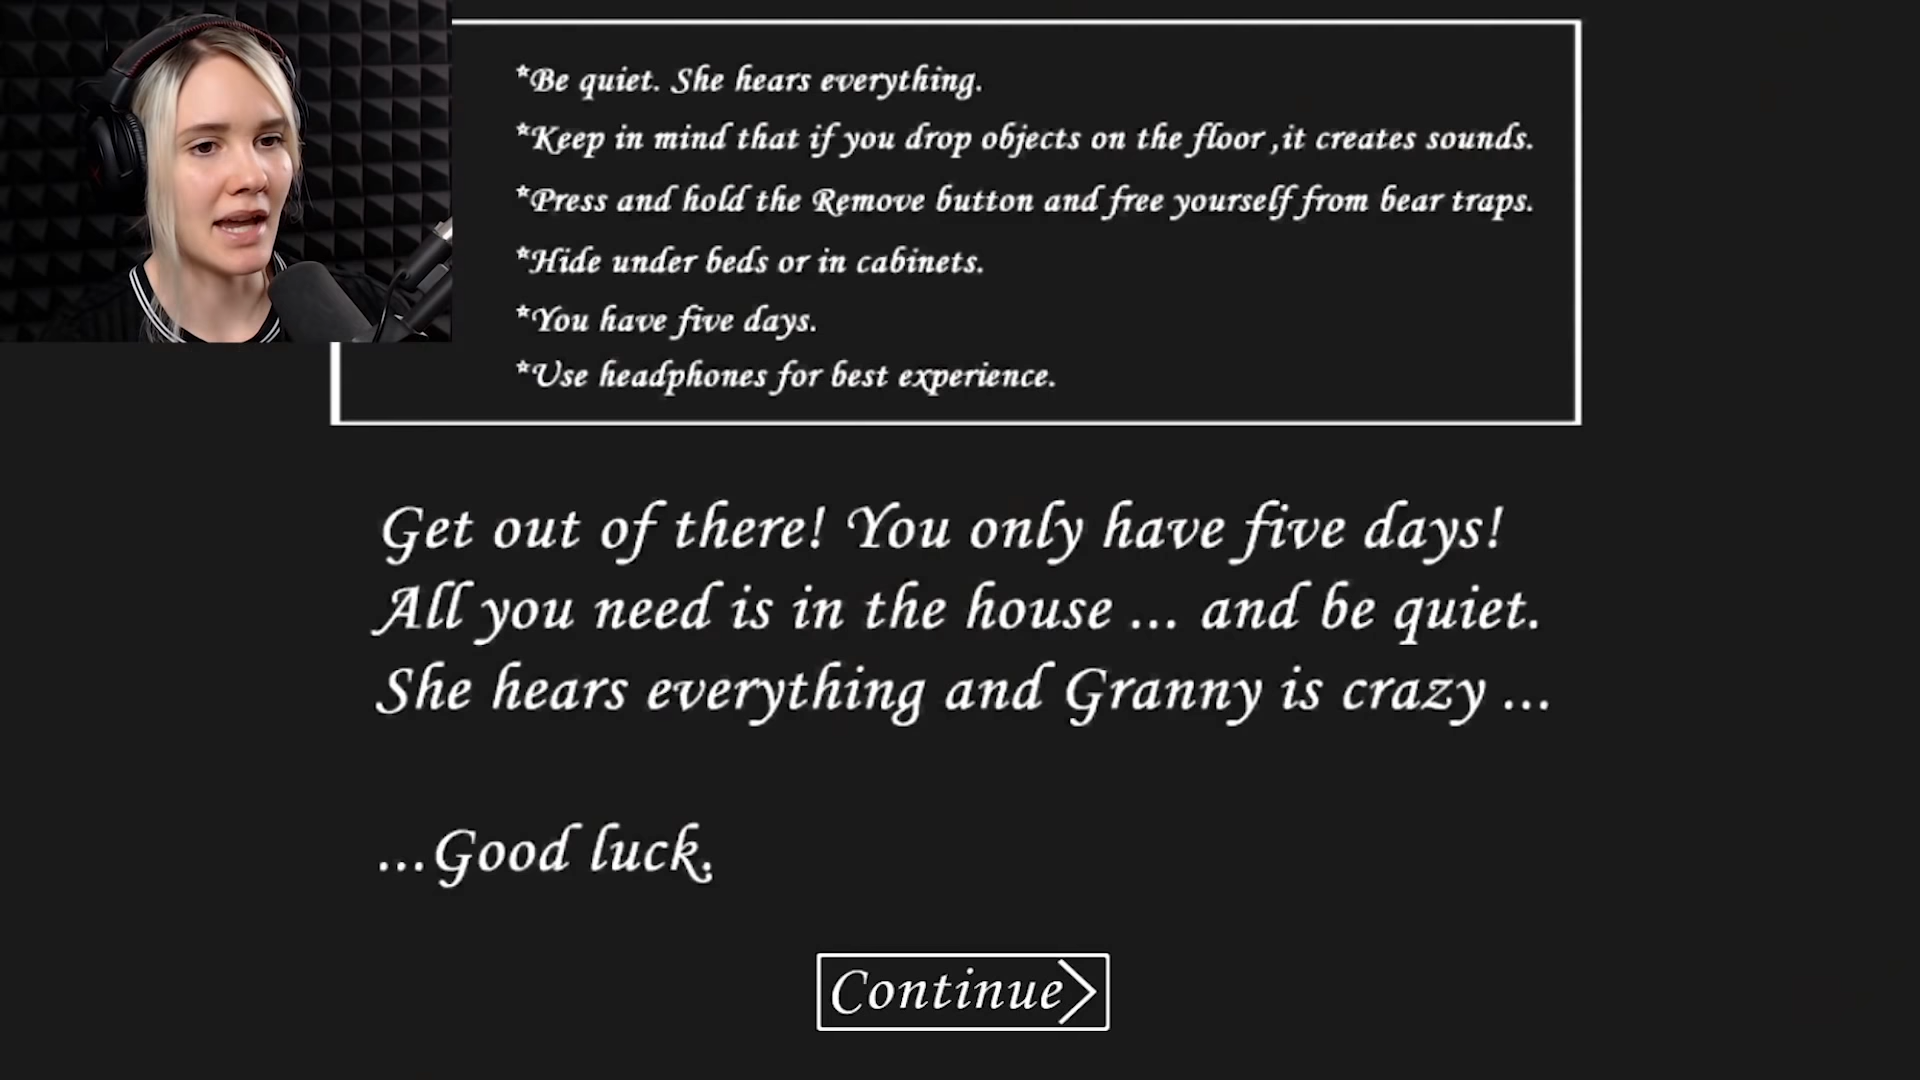 *Be quiet. She hears everything.
*Keep in mind that if you drop objects on the floor ,it creates sounds.
*Press and hold the Remove button and free yourself from bear traps.
*Hide under beds or in cabinets.
*You have five days.
*Use headphones for best experience.
Get out of there! You only have five days!
All you need is in the house ... and be quiet.
She hears everything and Granny is crazy ...
...Good luck.
Continue>